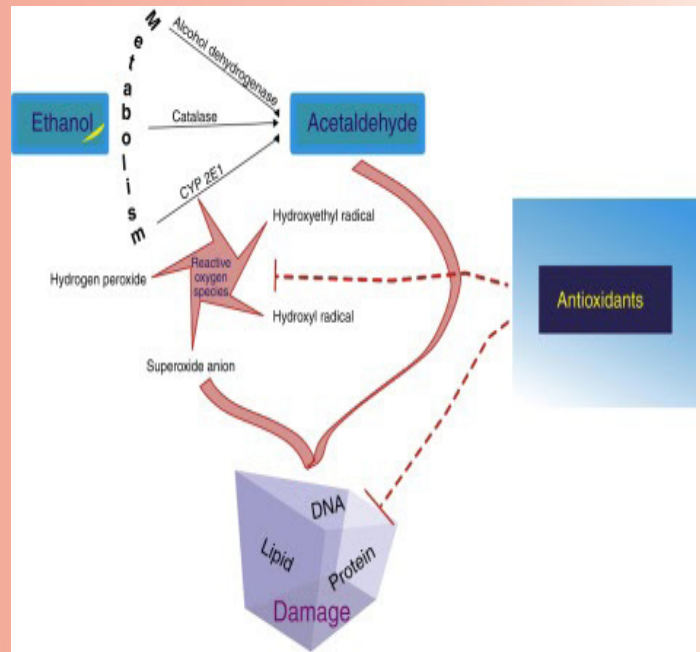 Metabolism
Alcohol dehydrogenase
Ethanol
Catalase
Acetaldehyde
CYP 2E1
Hydroxyethyl radical
Reactive
oxygen
species
Hydrogen peroxide
Hydroxyl radical
Superoxide anion
Antioxidants
DNA
Lipid
Protein
Damage